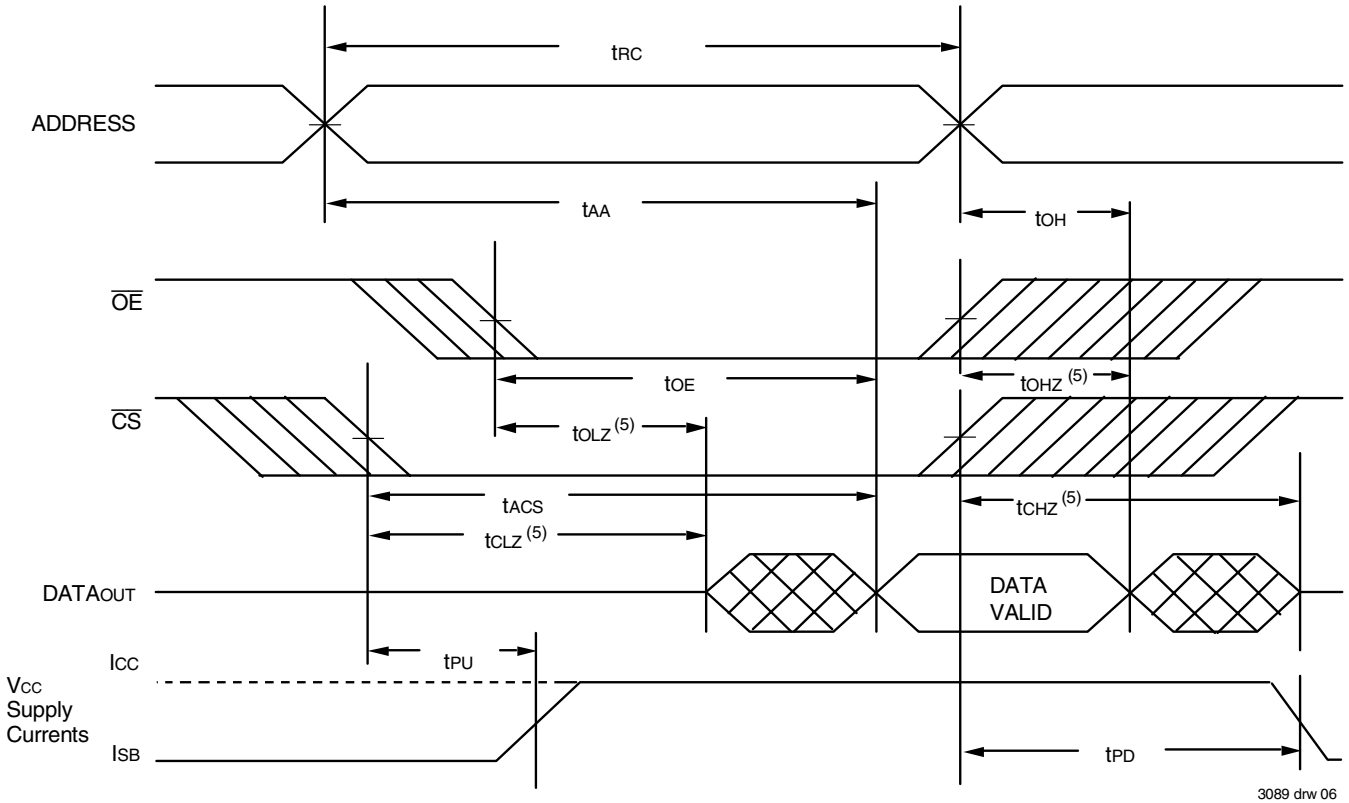 tRC
ADDRESS
tAA
tOH
OE
tOE
tOHZ (5)
CS
tOLZ (5)
tACS
tCHZ (5)
tCLZ (5)
DATAOUT
DATA
VALID
ICC
tPU
VCC
Supply
Currents
ISB
tPD
3089 drw 06